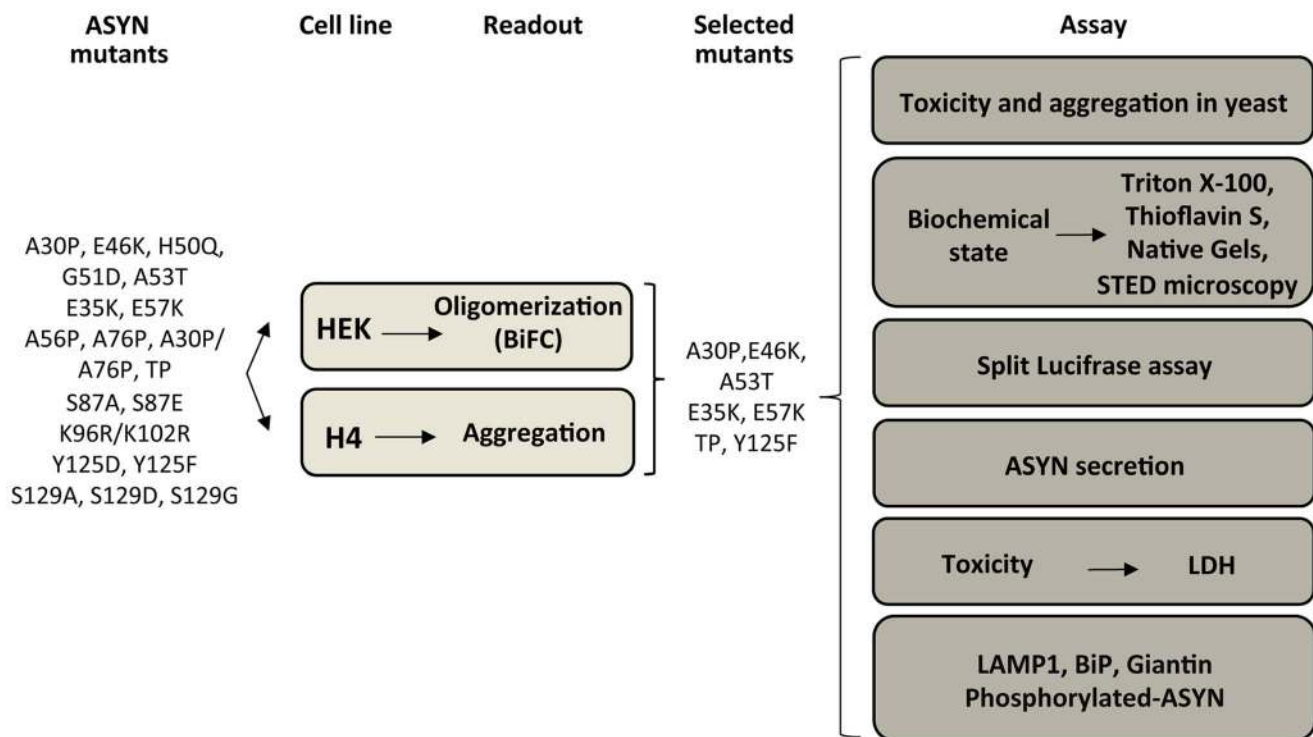 ASYN
mutants
Cell line
Readout
Selected
mutants
Assay
A30P, E46K, H50Q,
G51D, A53T
E35K, E57K
A56P, A76P, A30P/
A76P, TP
S87A, S87E
K96R/K102R
Y125D, Y125F
S129A, S129D, S129G
HEK
Oligomerization
(BiFC)
H4
Aggregation
A30P,E46K,
A53T
E35K, E57K
TP, Y125F
Toxicity and aggregation in yeast
Biochemical
state
Triton X-100,
Thioflavin S,
Native Gels,
STED microscopy
Split Lucifrase assay
ASYN secretion
Toxicity
LDH
LAMP1, BiP, Giantin
Phosphorylated-ASYN